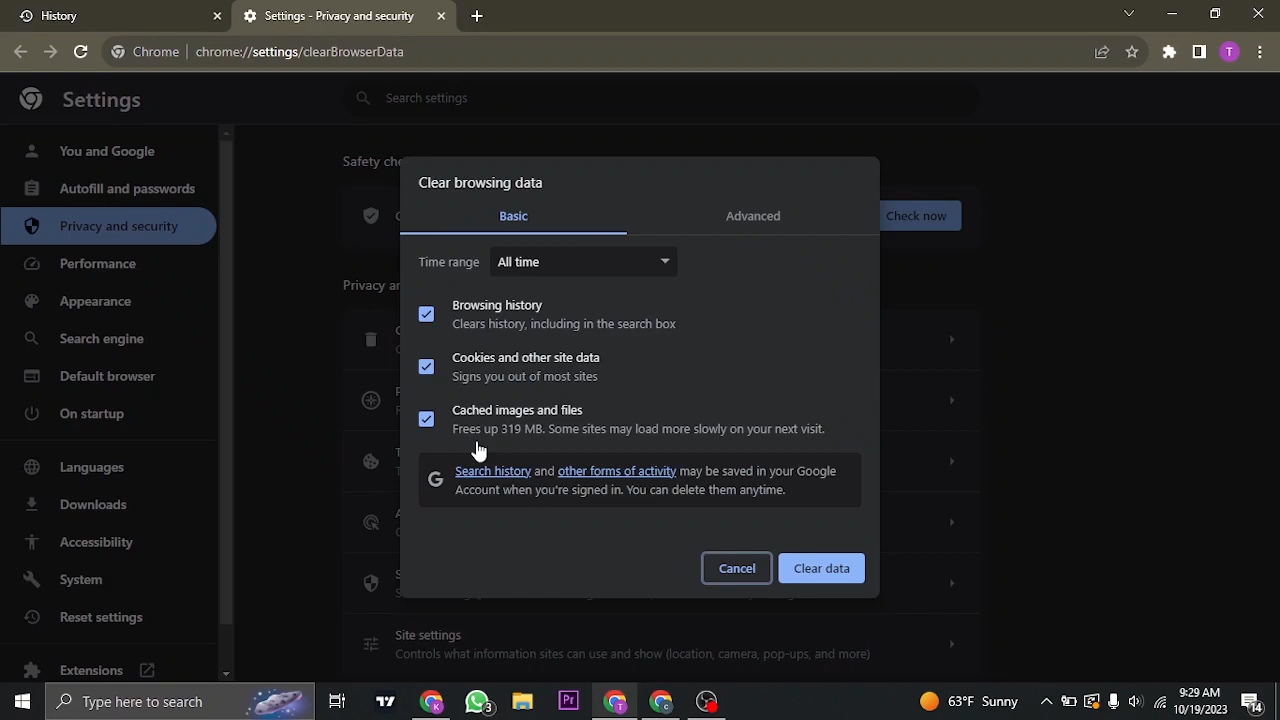 History
Settings - Privacy and security
Chrome
chrome://settings/clearBrowserData
T
Settings
Search settings
You and Google
Autofill and passwords
Privacy and security
Performance
Appearance
Search engine
Default browser
On startup
Languages
Downloads
Accessibility
System
Reset settings
Extensions
Safety che
Check now
Privacy an
Clear browsing data
Basic
Advanced
Time range
All time
Browsing history
Clears history, including in the search box
Cookies and other site data
Signs you out of most sites
Cached images and files
Frees up 319 MB. Some sites may load more slowly on your next visit.
G
Search history and other forms of activity may be saved in your Google
Account when you're signed in. You can delete them anytime.
Cancel
Clear data
Site settings
Controls what information sites can use and show (location, camera, pop-ups, and more)
Type here to search
K
3
Pr
T
C
63°F Sunny
9:29 AM
10/19/2023
14